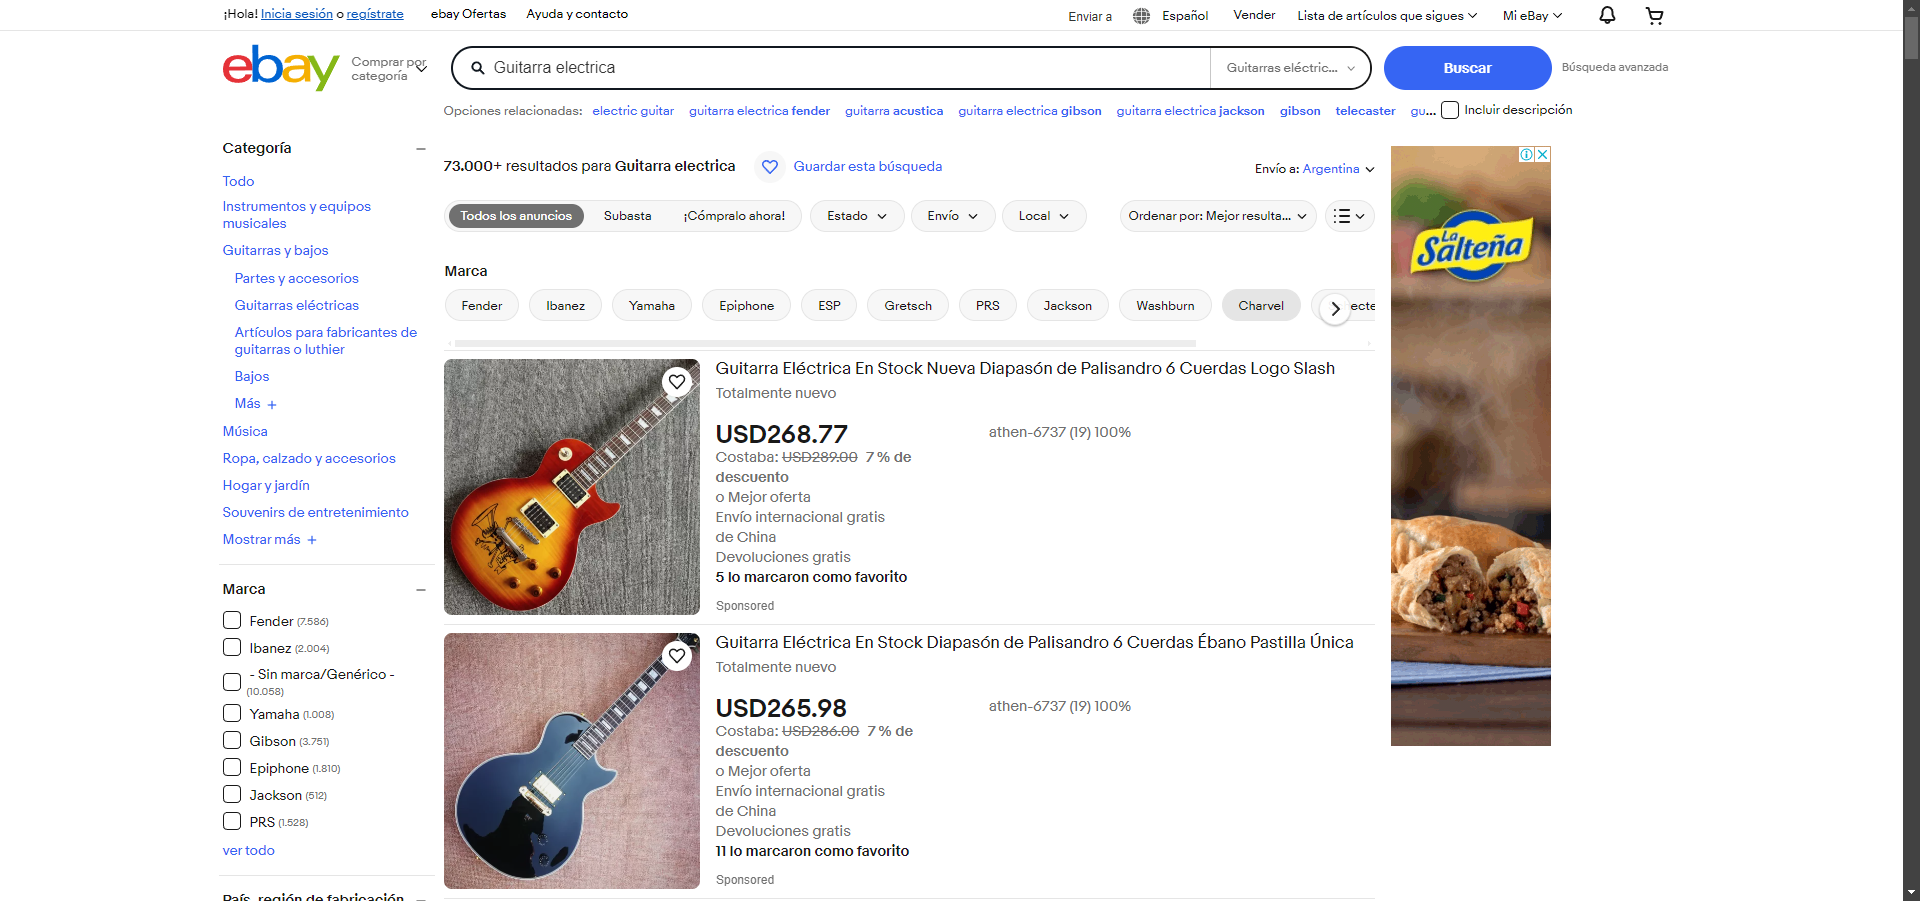 ¡Hola! Inicia sesión o regístrate
ebay Ofertas
Ayuda y contacto
Enviar a
Español
Vender
Lista de artículos que sigues
Mi eBay
ebay
Comprar por
categoría
Guitarra electrica
Guitarras eléctric...
Buscar
Búsqueda avanzada
Opciones relacionadas:
electric guitar
guitarra electrica fender
guitarra acustica
guitarra electrica gibson
guitarra electrica jackson
gibson
telecaster
gu...
Incluir descripción
Categoría
Todo
Instrumentos y equipos
musicales
Guitarras y bajos
Partes y accesorios
Guitarras eléctricas
Artículos para fabricantes de
guitarras o luthier
Bajos
Más
Música
Ropa, calzado y accesorios
Hogar y jardín
Souvenirs de entretenimiento
Mostrar más
Marca
Fender (7.586)
Ibanez (2.004)
- Sin marca/Genérico -
(10.058)
Yamaha (1.008)
Gibson (3.751)
Epiphone (1.810)
Jackson (512)
PRS (1.528)
ver todo
País, región de fabricación
73.000+ resultados para Guitarra electrica
Guardar esta búsqueda
Envío a: Argentina
Todos los anuncios
Subasta
¡Cómpralo ahora!
Estado
Envío
Local
Ordenar por: Mejor resulta...
Marca
Fender
Ibanez
Yamaha
Epiphone
ESP
Gretsch
PRS
Jackson
Washburn
Charvel
ecte
Guitarra Eléctrica En Stock Nueva Diapasón de Palisandro 6 Cuerdas Logo Slash
Totalmente nuevo
USD268.77
athen-6737 (19) 100%
Costaba: USD289.00 7 % de
descuento
o Mejor oferta
Envío internacional gratis
de China
Devoluciones gratis
5 lo marcaron como favorito
Sponsored
Guitarra Eléctrica En Stock Diapasón de Palisandro 6 Cuerdas Ébano Pastilla Única
Totalmente nuevo
USD265.98
athen-6737 (19) 100%
Costaba: USD286.00 7 % de
descuento
o Mejor oferta
Envío internacional gratis
de China
Devoluciones gratis
11 lo marcaron como favorito
Sponsored
La
Salteña